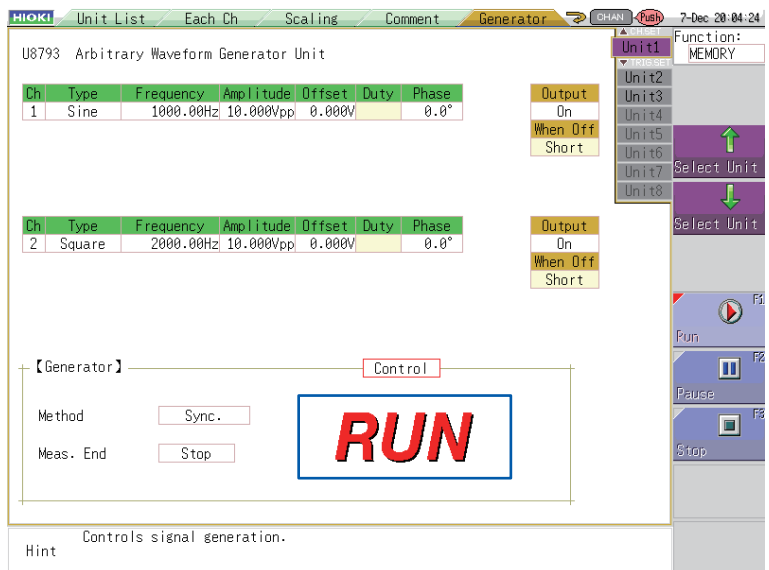 HIOKI Unit List Each Ch Scaling Comment Generator CHAN Push 7-Dec 20:04:24
U8793 Arbitrary Waveform Generator Unit
Ch Type Frequency Amplitude Offset Duty Phase
1 Sine 1000.00Hz 10.000Vpp 0.000V 0.0°
Output
On
When Off
Short
Ch Type Frequency Amplitude Offset Duty Phase
2 Square 2000.00Hz 10.000Vpp 0.000V 0.0°
Output
On
When Off
Short
【Generator】
Control
Method Sync.
Meas. End Stop
RUN
▲CH.SET
Unit1
▼TRIG.SET
Unit2
Unit3
Unit4
Unit5
Unit6
Unit7
Unit8
Function:
MEMORY
Select Unit
Select Unit
F1
Run
F2
Pause
F3
Stop
Controls signal generation.
Hint